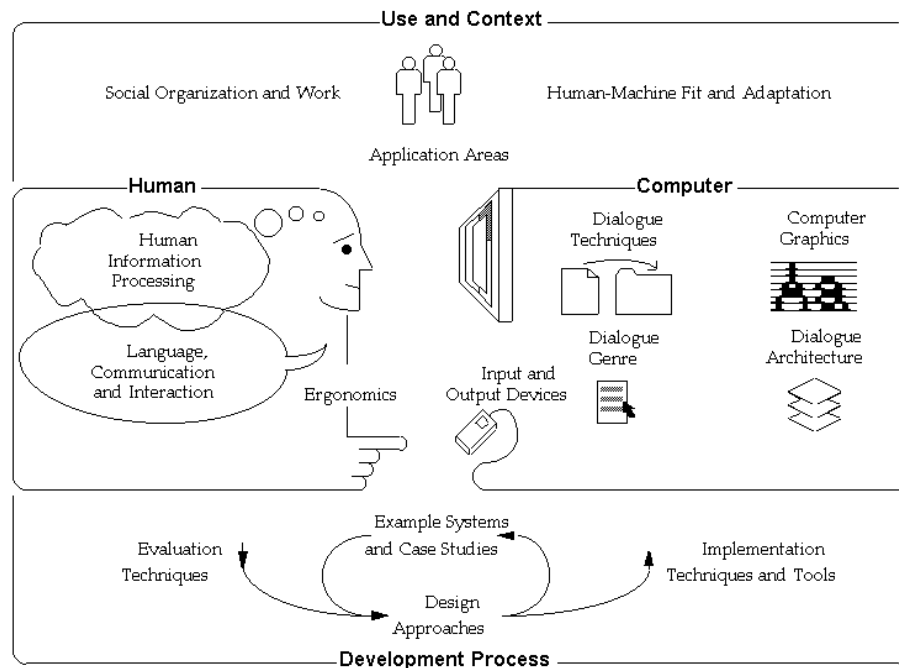 Use and Context
Social Organization and Work
Human-Machine Fit and Adaptation
Application Areas
Human
Computer
Human
Information
Processing
Language,
Communication
and Interaction
Ergonomics
Input and
Output Devices
Dialogue
Techniques
Computer
Graphics
Dialogue
Genre
Dialogue
Architecture
Example Systems
and Case Studies
Evaluation
Techniques
Implementation
Techniques and Tools
Design
Approaches
Development Process